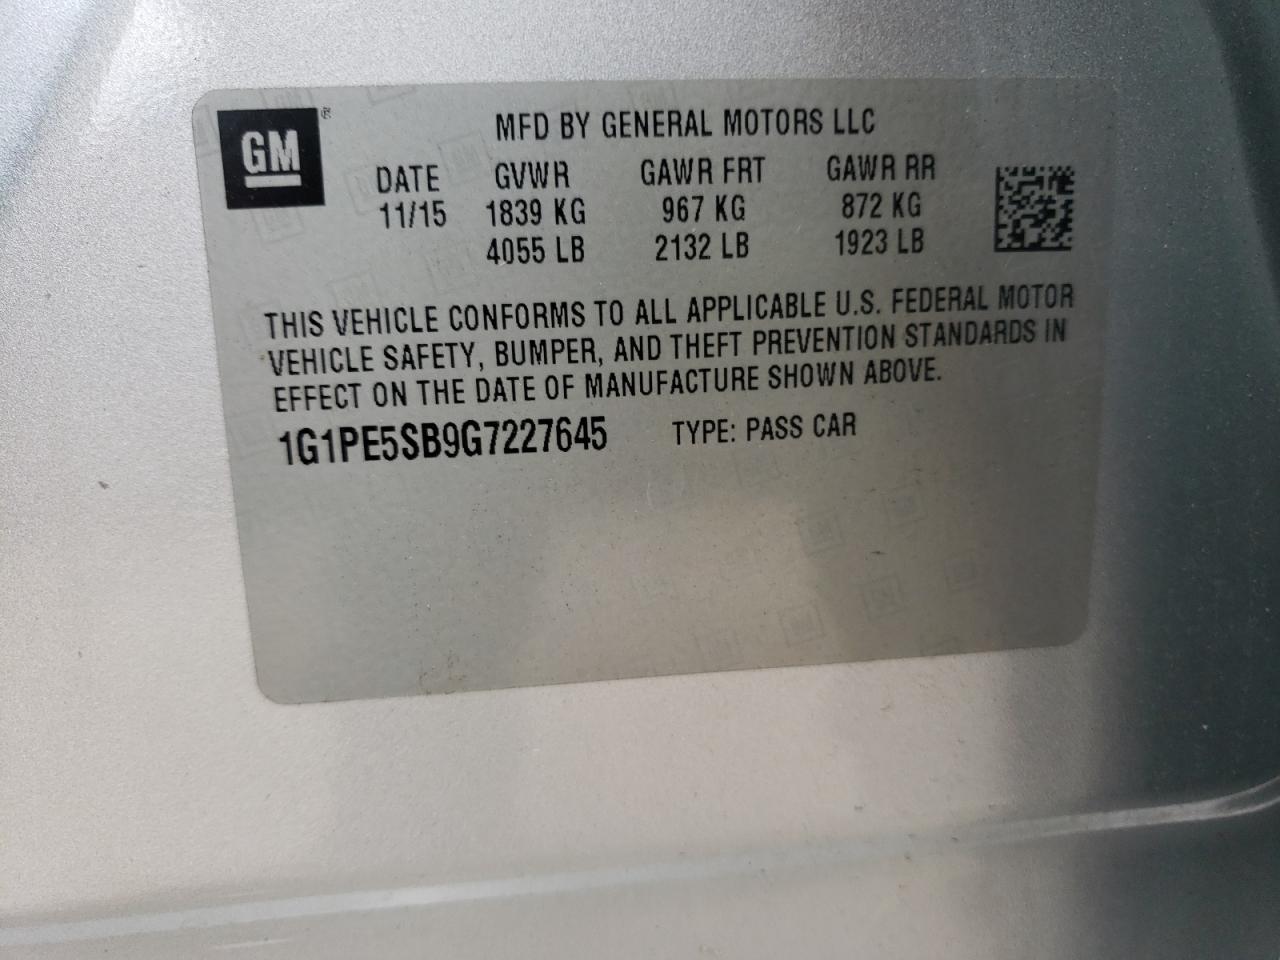 GM ®
MFD BY GENERAL MOTORS LLC
DATE GVWR GAWR FRT GAWR RR
11/15 1839 KG 967 KG 872 KG
4055 LB 2132 LB 1923 LB
THIS VEHICLE CONFORMS TO ALL APPLICABLE U.S. FEDERAL MOTOR
VEHICLE SAFETY, BUMPER, AND THEFT PREVENTION STANDARDS IN
EFFECT ON THE DATE OF MANUFACTURE SHOWN ABOVE.
1G1PE5SB9G7227645 TYPE: PASS CAR